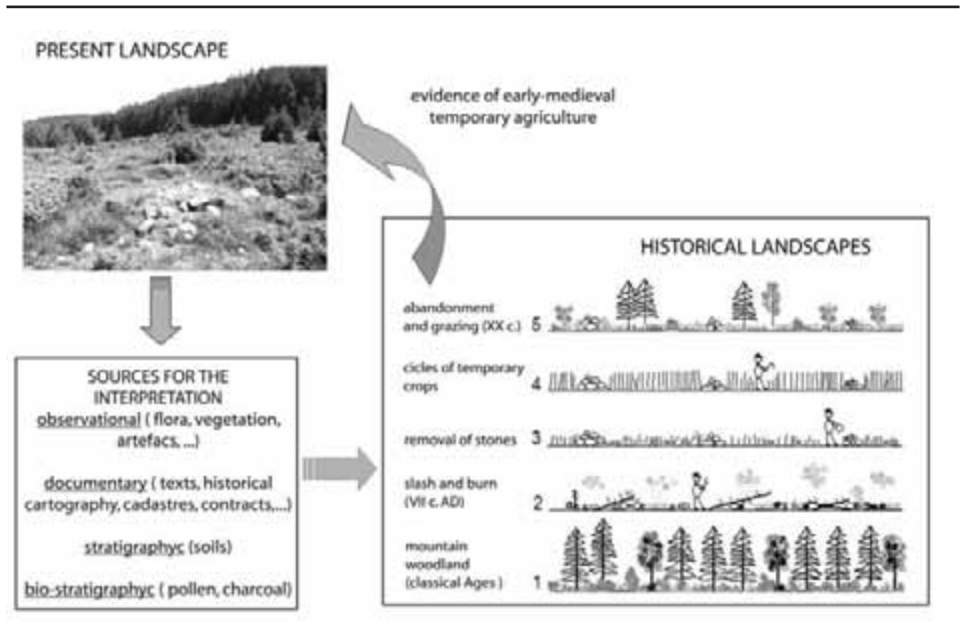 PRESENT LANDSCAPE
evidence of early-medieval
temporary agriculture
SOURCES FOR THE
INTERPRETATION
observational ( flora, vegetation,
artefacs, ...)
documentary ( texts, historical
cartography, cadastres, contracts,...)
stratigraphyc (soils)
bio-stratigraphyc ( pollen, charcoal)
HISTORICAL LANDSCAPES
abandonment
and grazing (XX c.) 5
cicles of temporary
crops 4
removal of stones 3
slash and burn
(VII c. AD) 2
mountain
woodland
(classical Ages ) 1